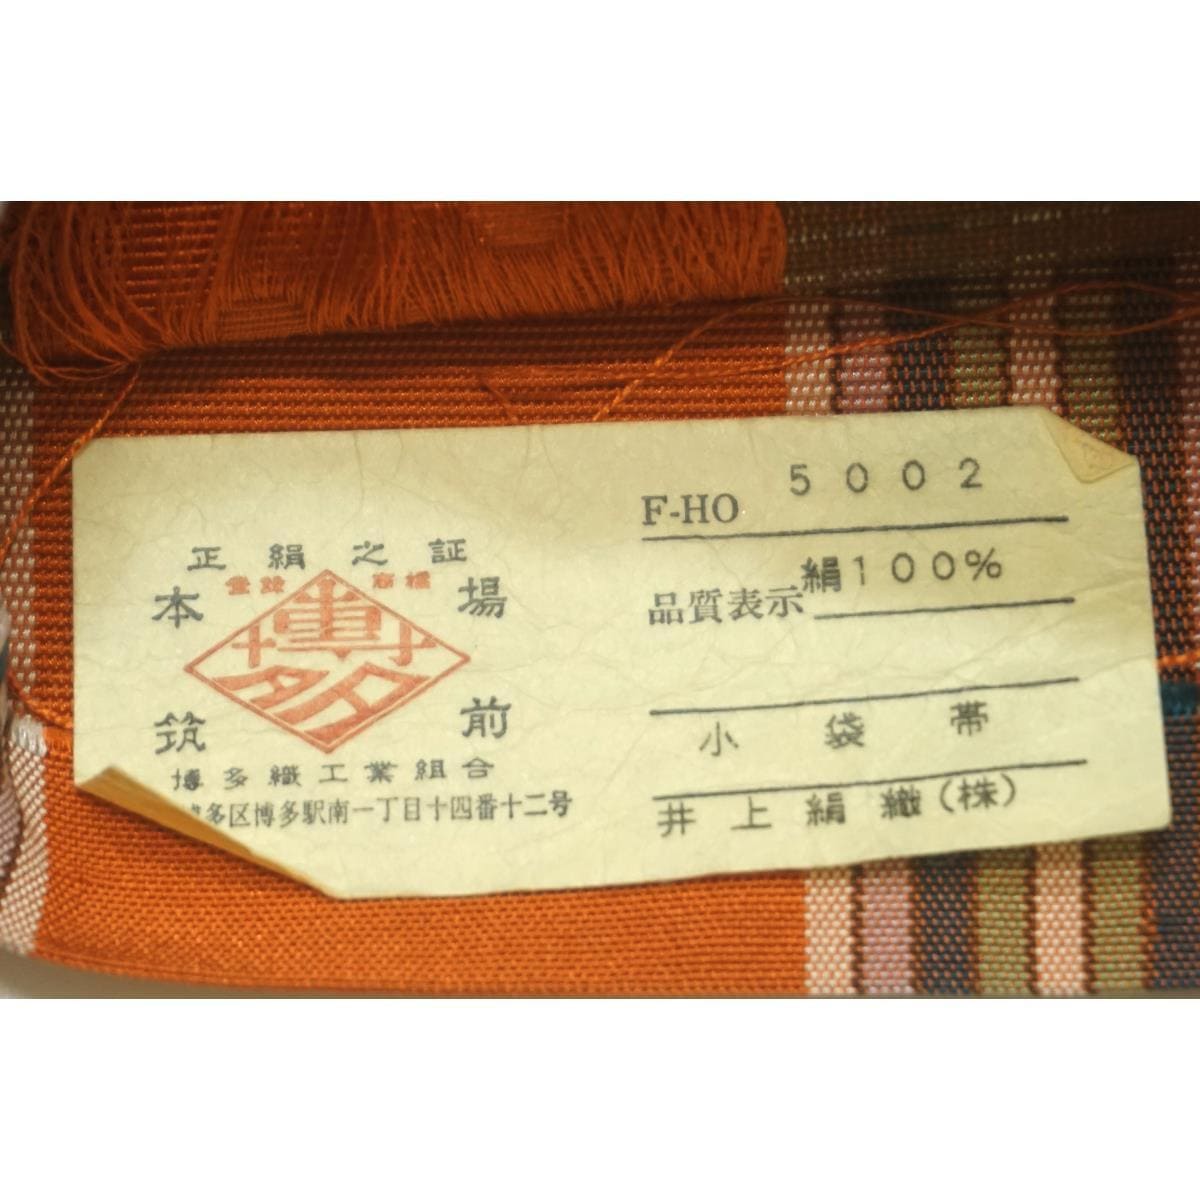 正絹之証
登録商標
本場
博多
筑前
博多織工業組合
多区博多駅南一丁目十四番十二号
F-HO 5002
品質表示 絹100%
小袋帯
井上絹織(株)